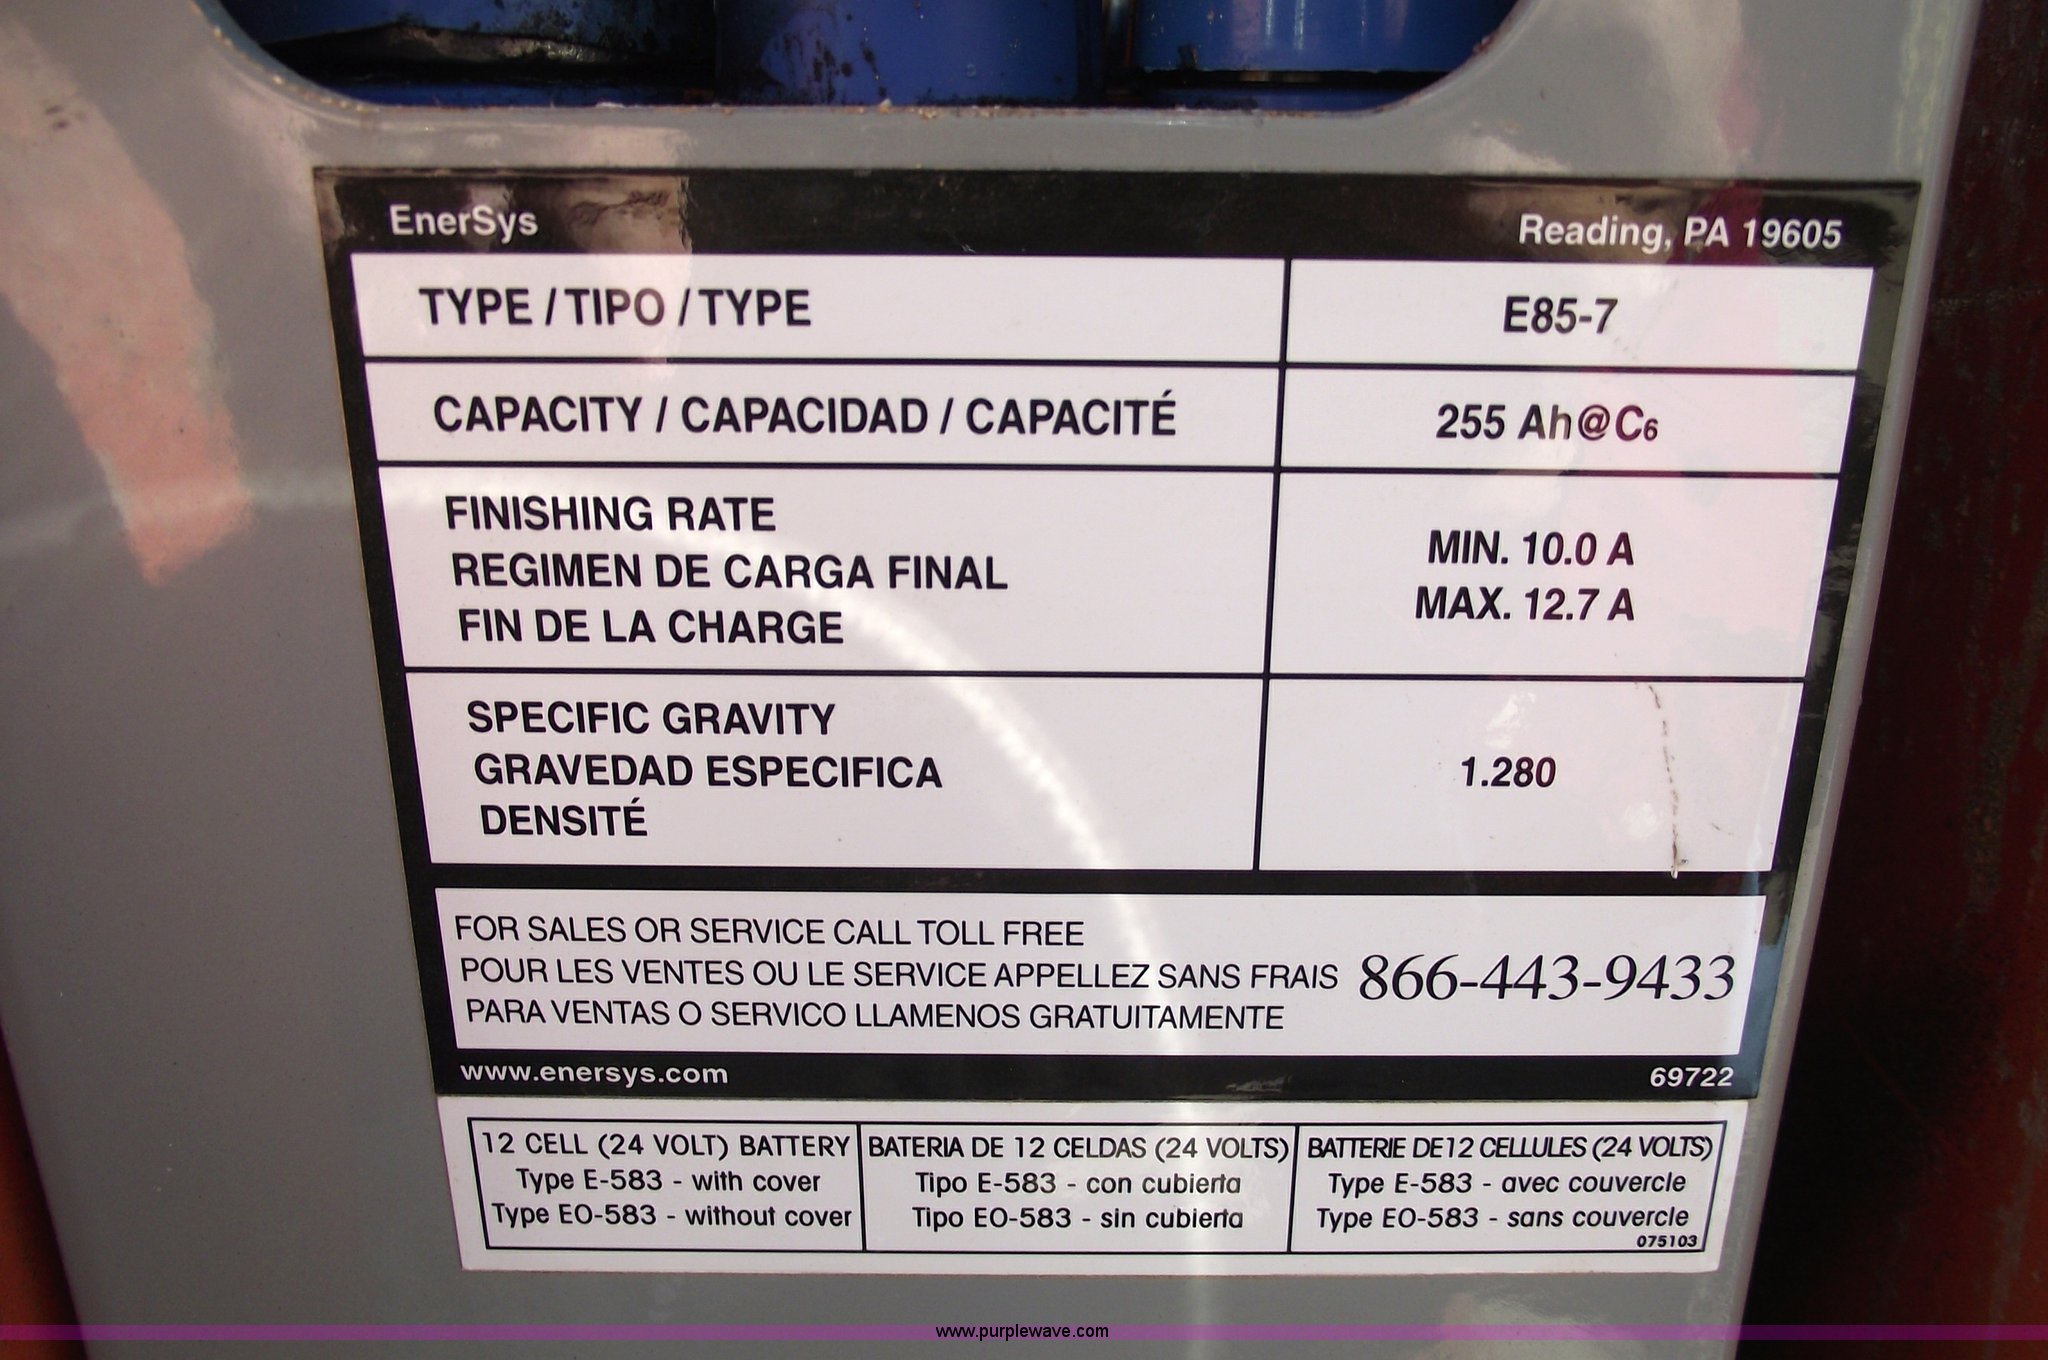 EnerSys
Reading, PA 19605
TYPE / TIPO / TYPE
E85-7
CAPACITY / CAPACIDAD / CAPACITÉ
255 Ah@C6
FINISHING RATE
REGIMEN DE CARGA FINAL
FIN DE LA CHARGE
MIN. 10.0 A
MAX. 12.7 A
SPECIFIC GRAVITY
GRAVEDAD ESPECIFICA
DENSITÉ
1.280
FOR SALES OR SERVICE CALL TOLL FREE
POUR LES VENTES OU LE SERVICE APPELLEZ SANS FRAIS
PARA VENTAS O SERVICO LLAMENOS GRATUITAMENTE
866-443-9433
www.enersys.com
69722
12 CELL (24 VOLT) BATTERY
Type E-583 - with cover
Type EO-583 - without cover
BATERIA DE 12 CELDAS (24 VOLTS)
Tipo E-583 - con cubierta
Tipo EO-583 - sin cubierta
BATTERIE DE12 CELLULES (24 VOLTS)
Type E-583 - avec couvercle
Type EO-583 - sans couvercle
075103
www.purplewave.com